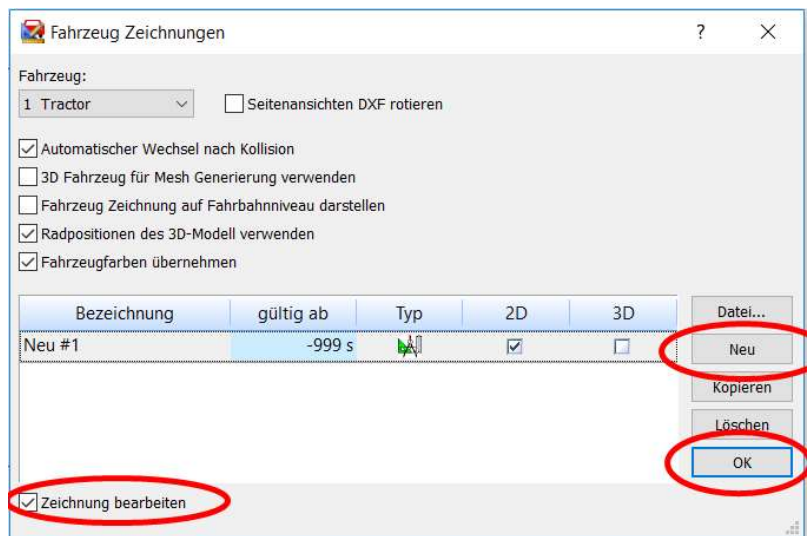 Fahrzeug Zeichnungen ?
Fahrzeug:
1 Tractor Seitenansichten DXF rotieren
Automatischer Wechsel nach Kollision
3D Fahrzeug für Mesh Generierung verwenden
Fahrzeug Zeichnung auf Fahrbahnniveau darstellen
Radpositionen des 3D-Modell verwenden
Fahrzeugfarben übernehmen
Bezeichnung gültig ab Typ 2D 3D
Neu #1 -999 s
Datei...
Neu
Kopieren
Löschen
OK
Zeichnung bearbeiten